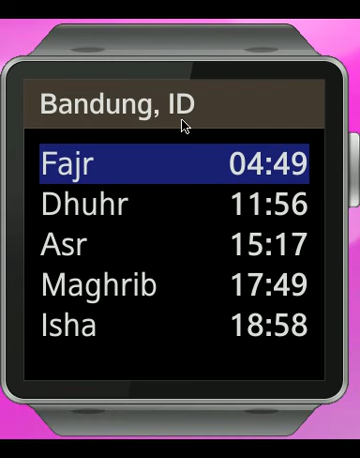 Bandung, ID
Fajr 04:49
Dhuhr 11:56
Asr 15:17
Maghrib 17:49
Isha 18:58